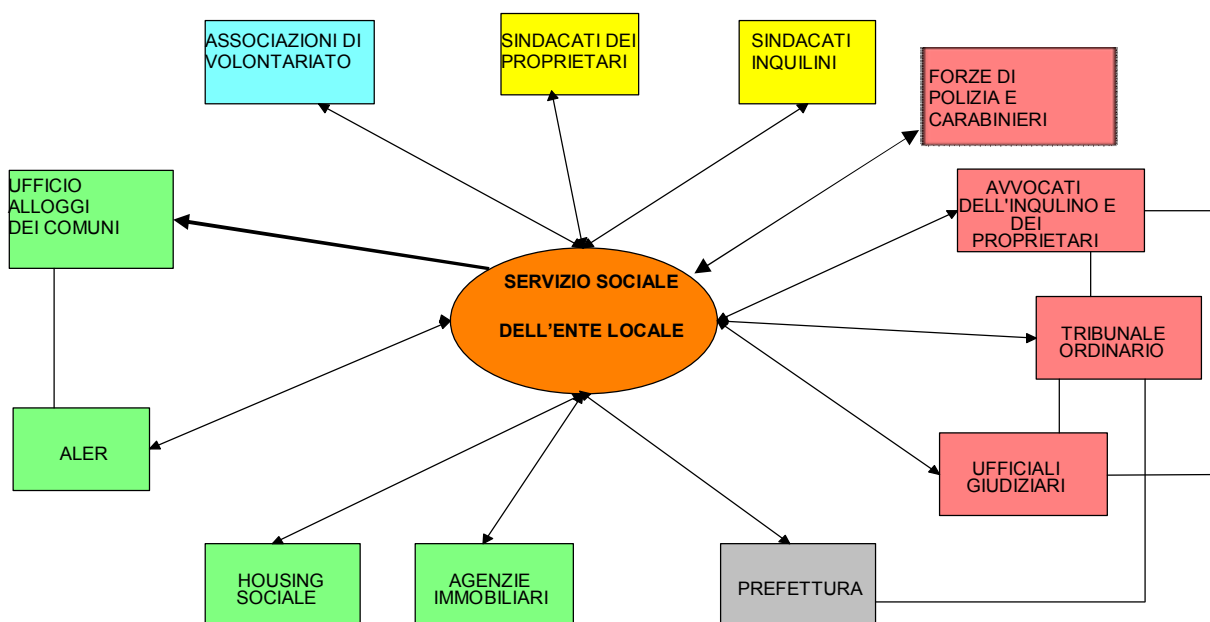 ASSOCIAZIONI DI
VOLONTARIATO
SINDACATI DEI
PROPRIETARI
SINDACATI
INQUILINI
FORZE DI
POLIZIA E
CARABINIERI
UFFICIO
ALLOGGI
DEI COMUNI
AVVOCATI
DELL'INQULINO E
DEI
PROPRIETARI
SERVIZIO SOCIALE
DELL'ENTE LOCALE
TRIBUNALE
ORDINARIO
ALER
UFFICIALI
GIUDIZIARI
HOUSING
SOCIALE
AGENZIE
IMMOBILIARI
PREFETTURA